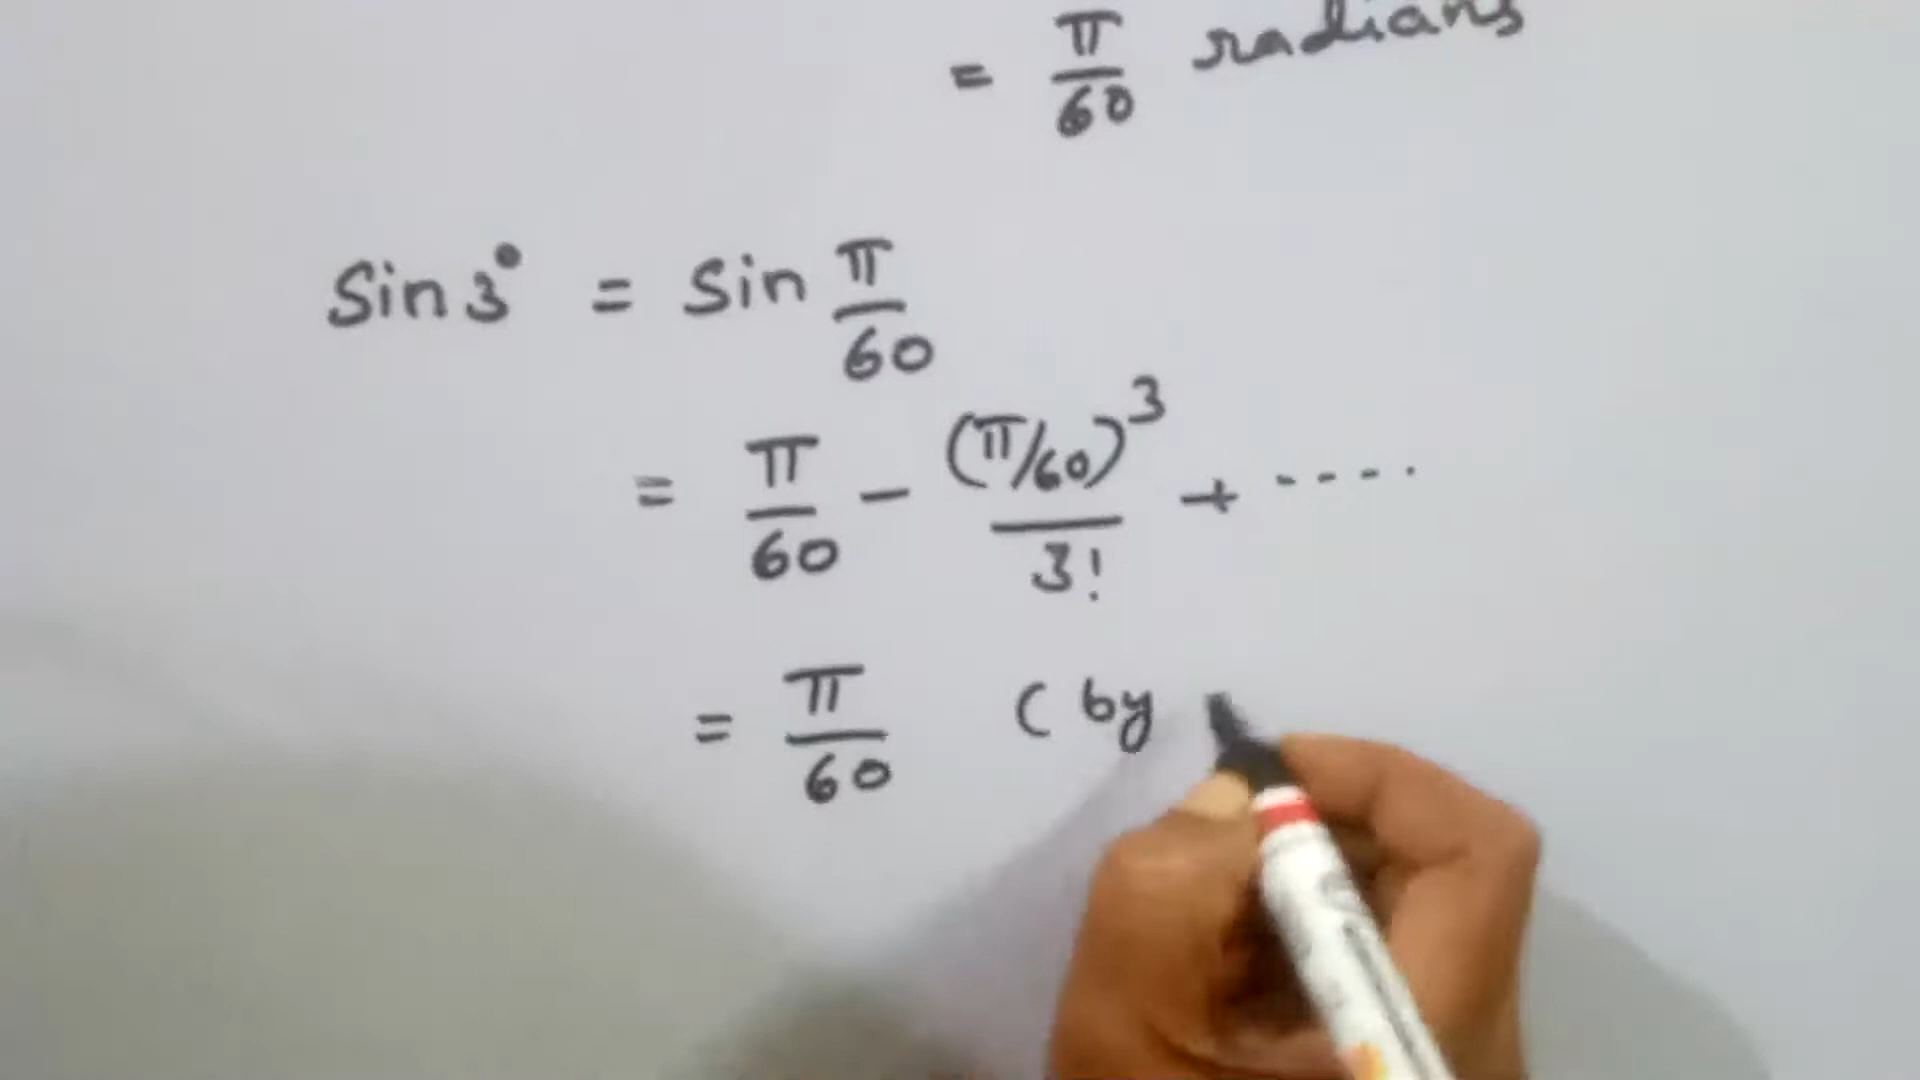 = π/60 radians
Sin 3° = Sin π/60
= π/60 - (π/60)³/3! + ----.
= π/60 (by